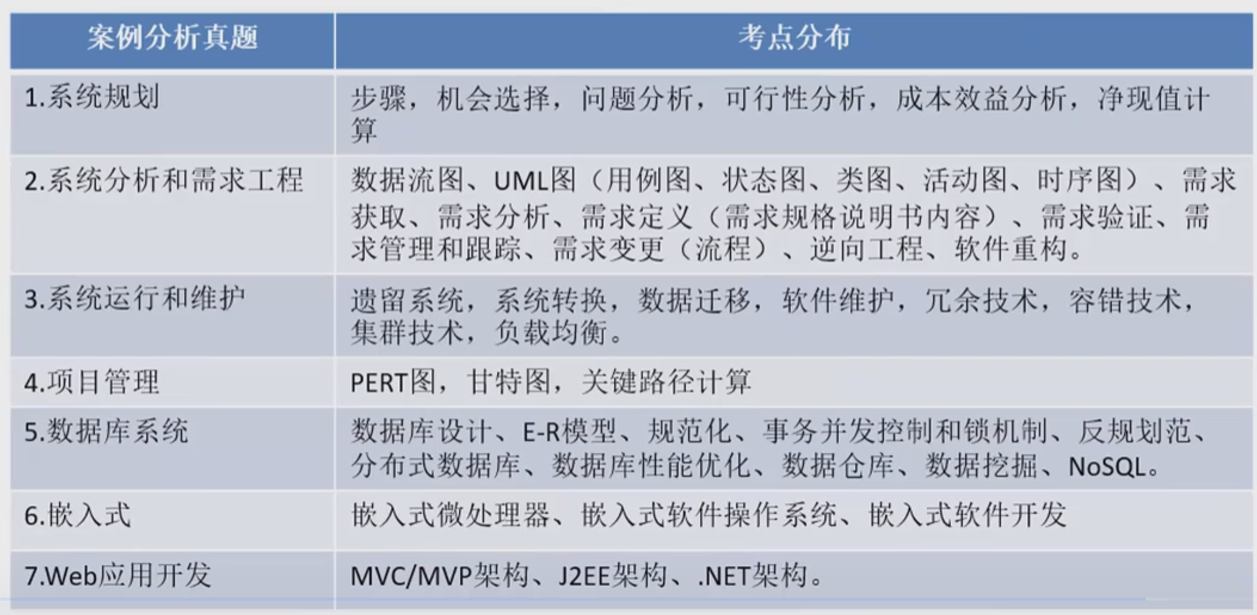 案例分析真题
考点分布
1.系统规划
步骤，机会选择，问题分析，可行性分析，成本效益分析，净现值计
算
2.系统分析和需求工程
数据流图、UML图（用例图、状态图、类图、活动图、时序图）、需求
获取、需求分析、需求定义（需求规格说明书内容）、需求验证、需
求管理和跟踪、需求变更（流程）、逆向工程、软件重构。
3.系统运行和维护
遗留系统，系统转换，数据迁移，软件维护，冗余技术，容错技术，
集群技术，负载均衡。
4.项目管理
PERT图，甘特图，关键路径计算
5.数据库系统
数据库设计、E-R模型、规范化、事务并发控制和锁机制、反规划范、
分布式数据库、数据库性能优化、数据仓库、数据挖掘、NoSQL。
6.嵌入式
嵌入式微处理器、嵌入式软件操作系统、嵌入式软件开发
7.Web应用开发
MVC/MVP架构、J2EE架构、.NET架构。